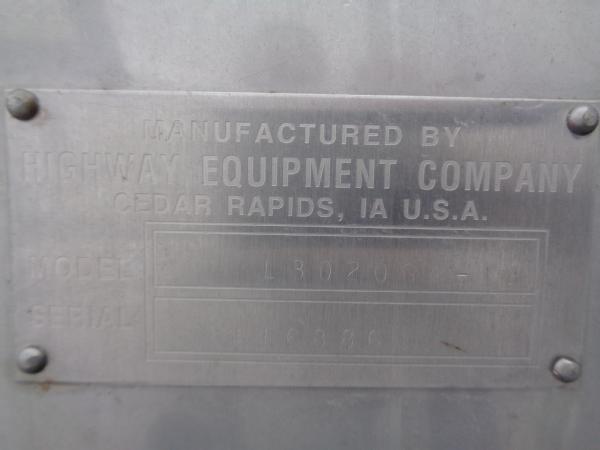 MANUFACTURED BY
HIGHWAY EQUIPMENT COMPANY
CEDAR RAPIDS, IA U.S.A.
MODEL
SERIAL